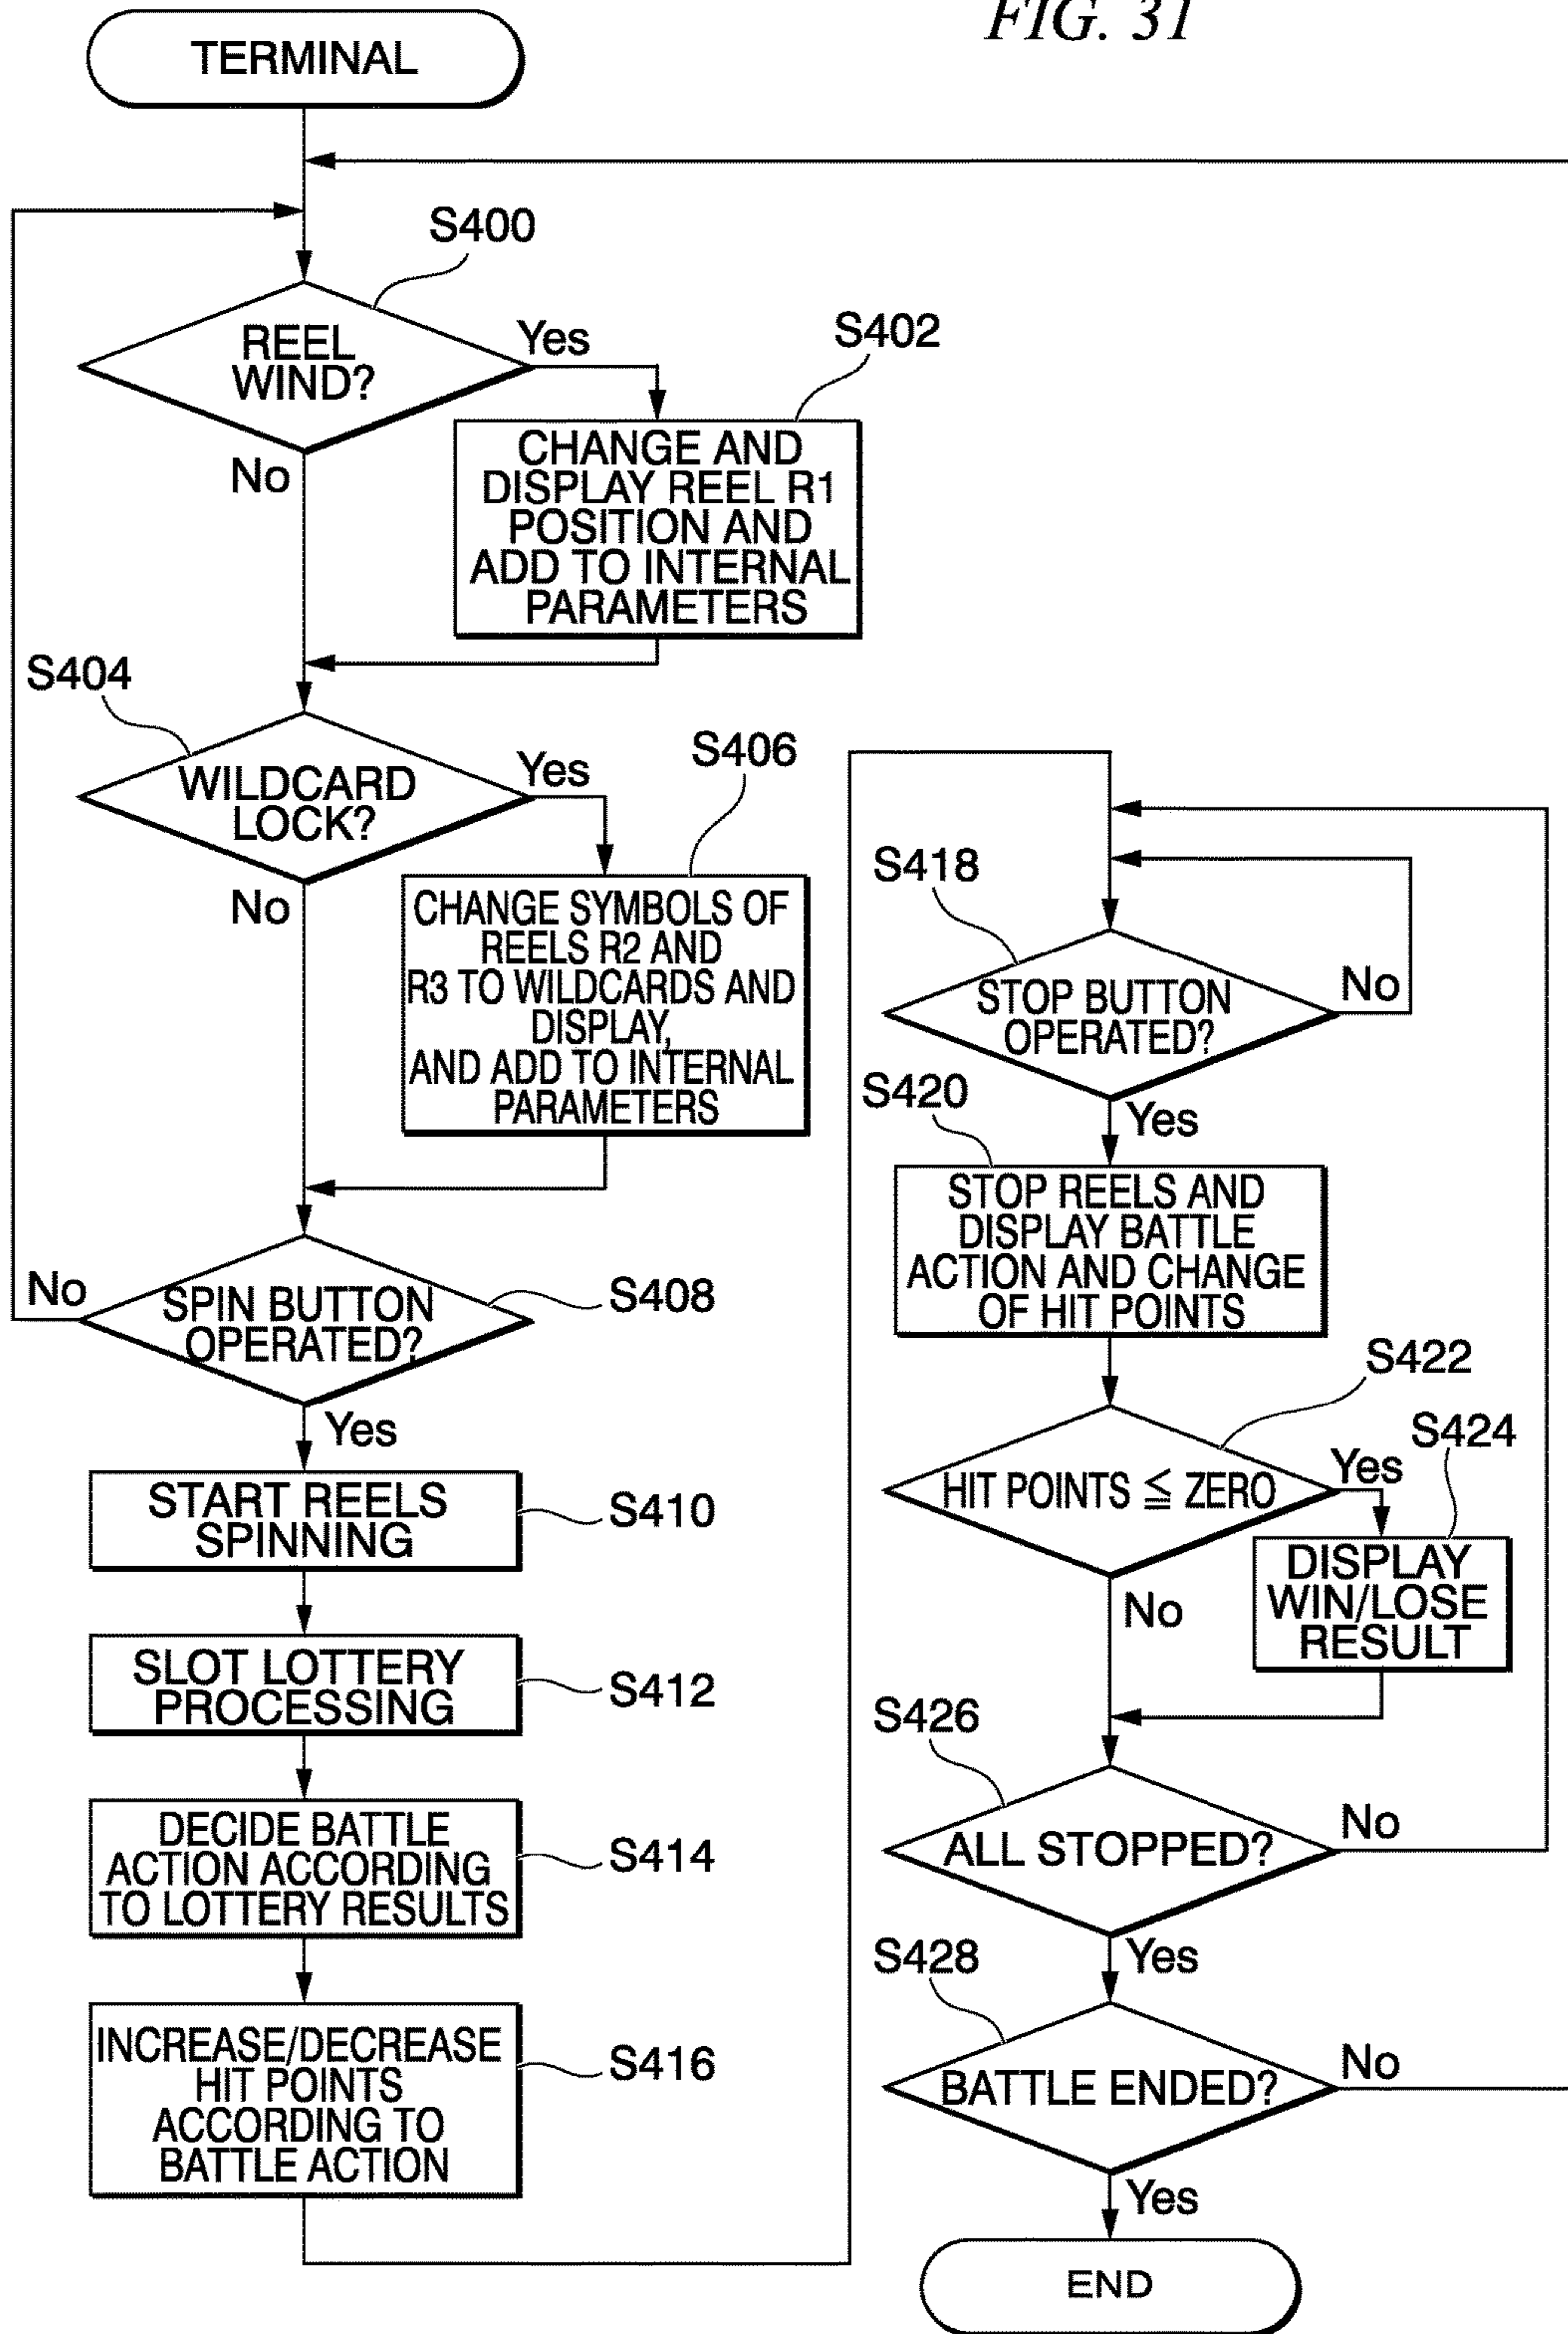 FIG. 31
TERMINAL
S400
REEL
WIND?
Yes
No
S402
CHANGE AND
DISPLAY REEL R1
POSITION AND
ADD TO INTERNAL
PARAMETERS
S404
WILDCARD
LOCK?
Yes
No
S406
CHANGE SYMBOLS OF
REELS R2 AND
R3 TO WILDCARDS AND
DISPLAY,
AND ADD TO INTERNAL
PARAMETERS
No
SPIN BUTTON
OPERATED?
S408
Yes
START REELS
SPINNING
S410
SLOT LOTTERY
PROCESSING
S412
DECIDE BATTLE
ACTION ACCORDING
TO LOTTERY RESULTS
S414
INCREASE/DECREASE
HIT POINTS
ACCORDING TO
BATTLE ACTION
S416
S418
STOP BUTTON
OPERATED?
No
Yes
S420
STOP REELS AND
DISPLAY BATTLE
ACTION AND CHANGE
OF HIT POINTS
S422
HIT POINTS ≦ ZERO
Yes
No
S424
DISPLAY
WIN/LOSE
RESULT
S426
ALL STOPPED?
No
Yes
S428
BATTLE ENDED?
No
Yes
END